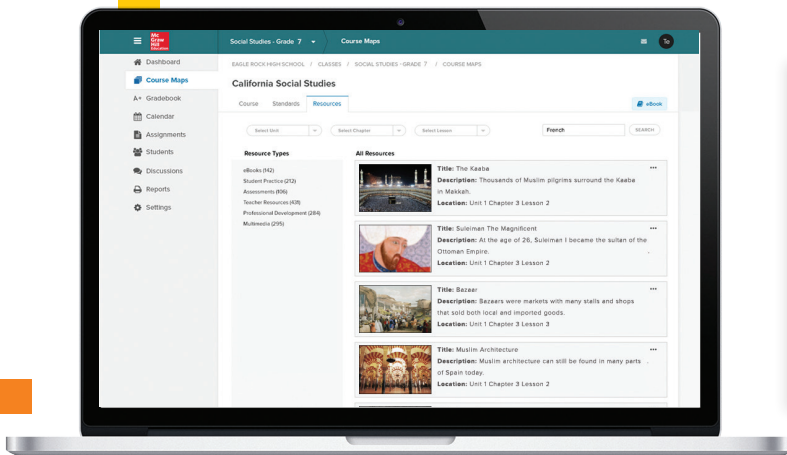 Mc
Graw
Hill
Education
Social Studies - Grade 7
Course Maps
Te
Dashboard
Course Maps
A+ Gradebook
Calendar
Assignments
Students
Discussions
Reports
Settings
EAGLE ROCK HIGH SCHOOL / CLASSES / SOCIAL STUDIES - GRADE 7 / COURSE MAPS
California Social Studies
Course Standards Resources
eBook
Select Unit
Select Chapter
Select Lesson
French
SEARCH
Resource Types
eBooks (142)
Student Practice (212)
Assessments (106)
Teacher Resources (431)
Professional Development (284)
Multimedia (295)
All Resources
Title: The Kaaba
Description: Thousands of Muslim pilgrims surround the Kaaba
in Makkah.
Location: Unit 1 Chapter 3 Lesson 2
Title: Suleiman The Magnificent
Description: At the age of 26, Suleiman I became the sultan of the
Ottoman Empire.
Location: Unit 1 Chapter 3 Lesson 2
Title: Bazaar
Description: Bazaars were markets with many stalls and shops
that sold both local and imported goods.
Location: Unit 1 Chapter 3 Lesson 3
Title: Muslim Architecture
Description: Muslim architecture can still be found in many parts
of Spain today.
Location: Unit 1 Chapter 3 Lesson 2